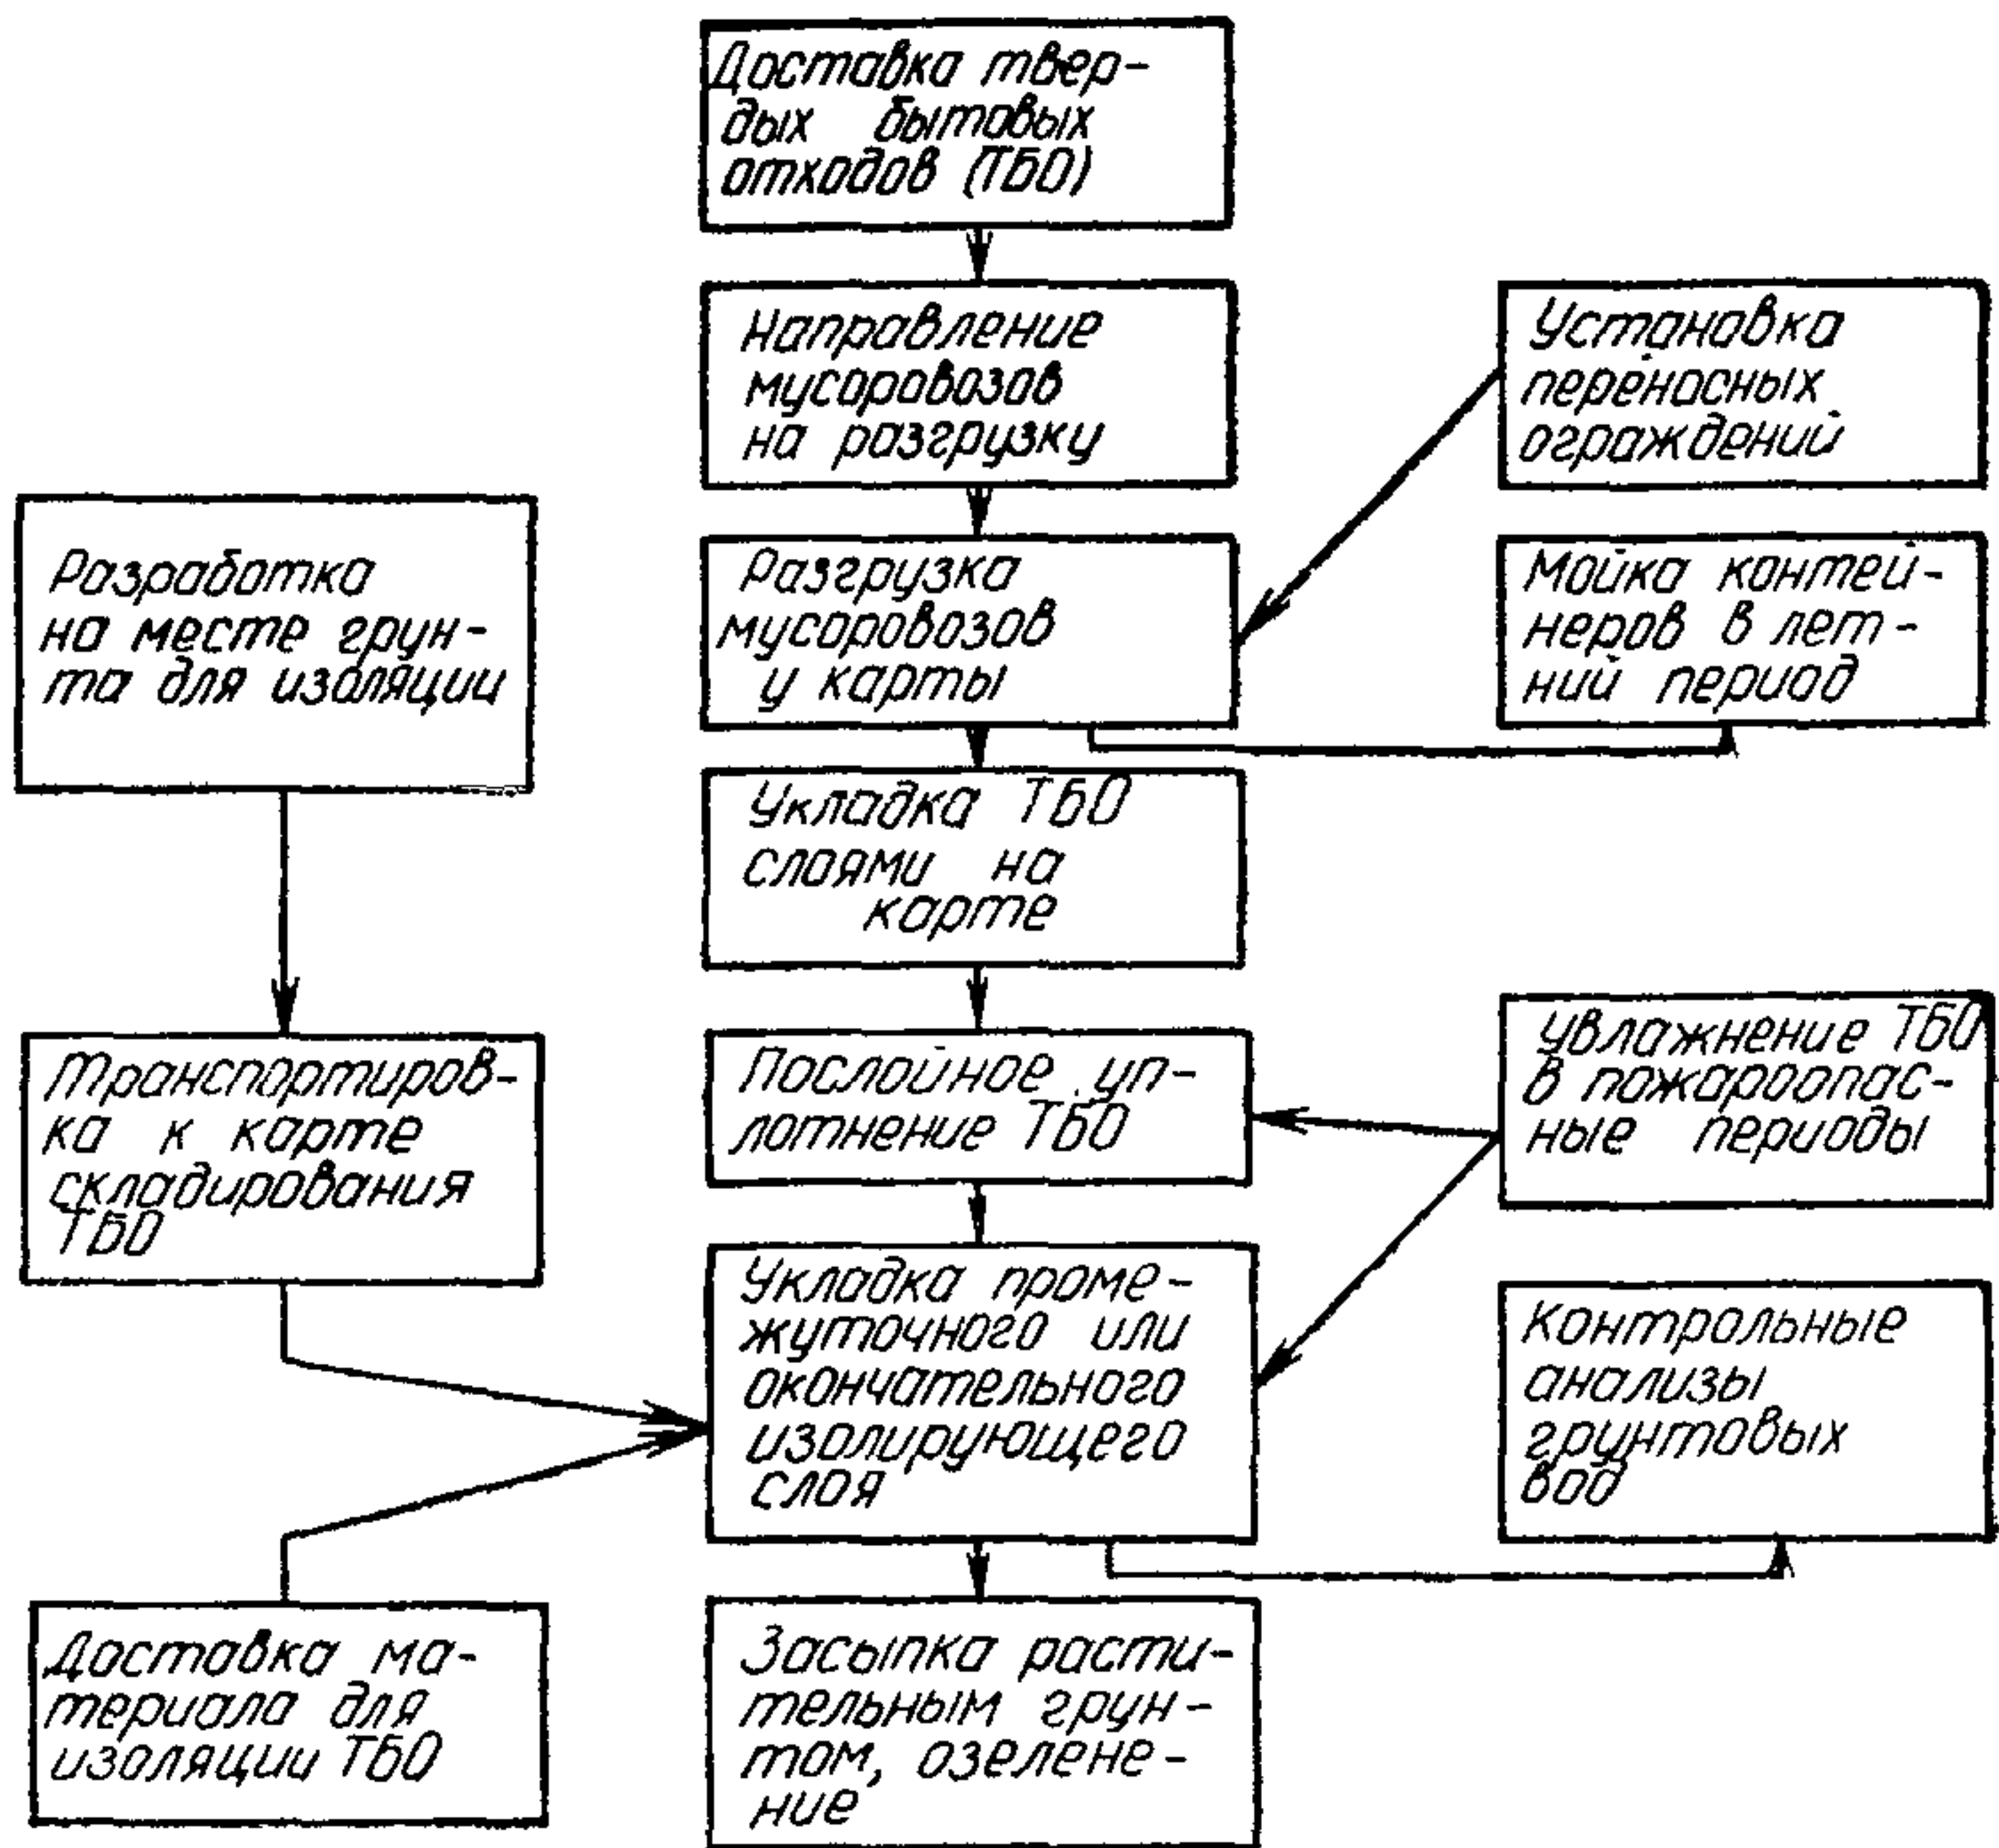 Доставка твер-
дых бытовых
отходов (ТБО)
Направление
мусоровозов
на разгрузку
Установка
переносных
ограждений
Разработка
на месте грун-
та для изоляции
Разгрузка
мусоровозов
у карты
Мойка контей-
неров в лет-
ний период
Укладка ТБО
слоями на
карте
Транспортиров-
ка к карте
складирования
ТБО
Послойное уп-
лотнение ТБО
Увлажнение ТБО
в пожароопас-
ные периоды
Укладка проме-
жуточного или
окончательного
изолирующего
слоя
Контрольные
анализы
грунтовых
вод
Доставка ма-
териала для
изоляции ТБО
Засыпка расти-
тельным грун-
том, озелене-
ние